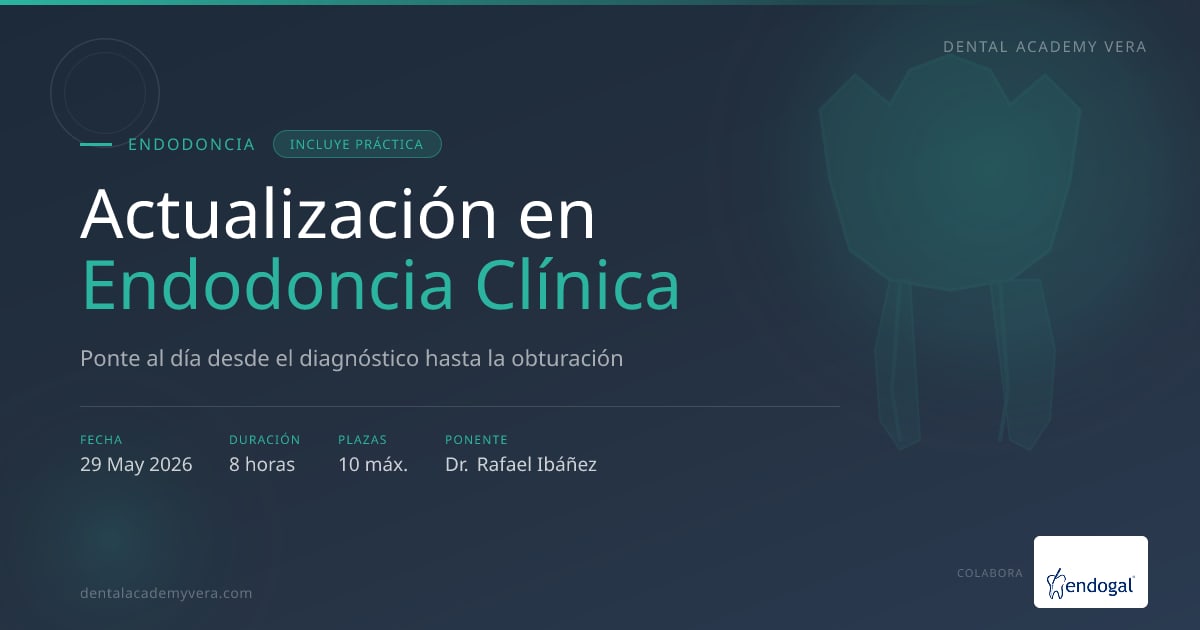 DENTAL ACADEMY VERA
ENDODONCIA
INCLUYE PRÁCTICA
Actualización en
Endodoncia Clínica
Ponte al día desde el diagnóstico hasta la obturación
FECHA DURACIÓN PLAZAS PONENTE
29 May 2026 8 horas 10 máx. Dr. Rafael Ibáñez
COLABORA
endogal
dentalacademyvera.com